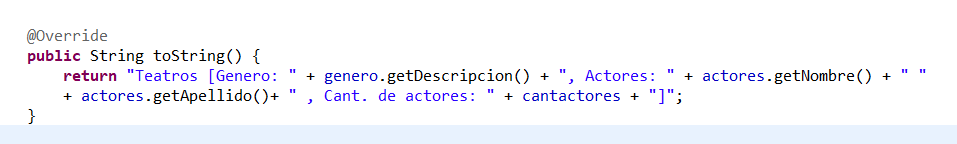 @Override
public String toString() {
return "Teatros [Genero: " + genero.getDescripcion() + ", Actores: " + actores.getNombre() + " "
+ actores.getApellido()+ " , Cant. de actores: " + cantactores + "]";
}